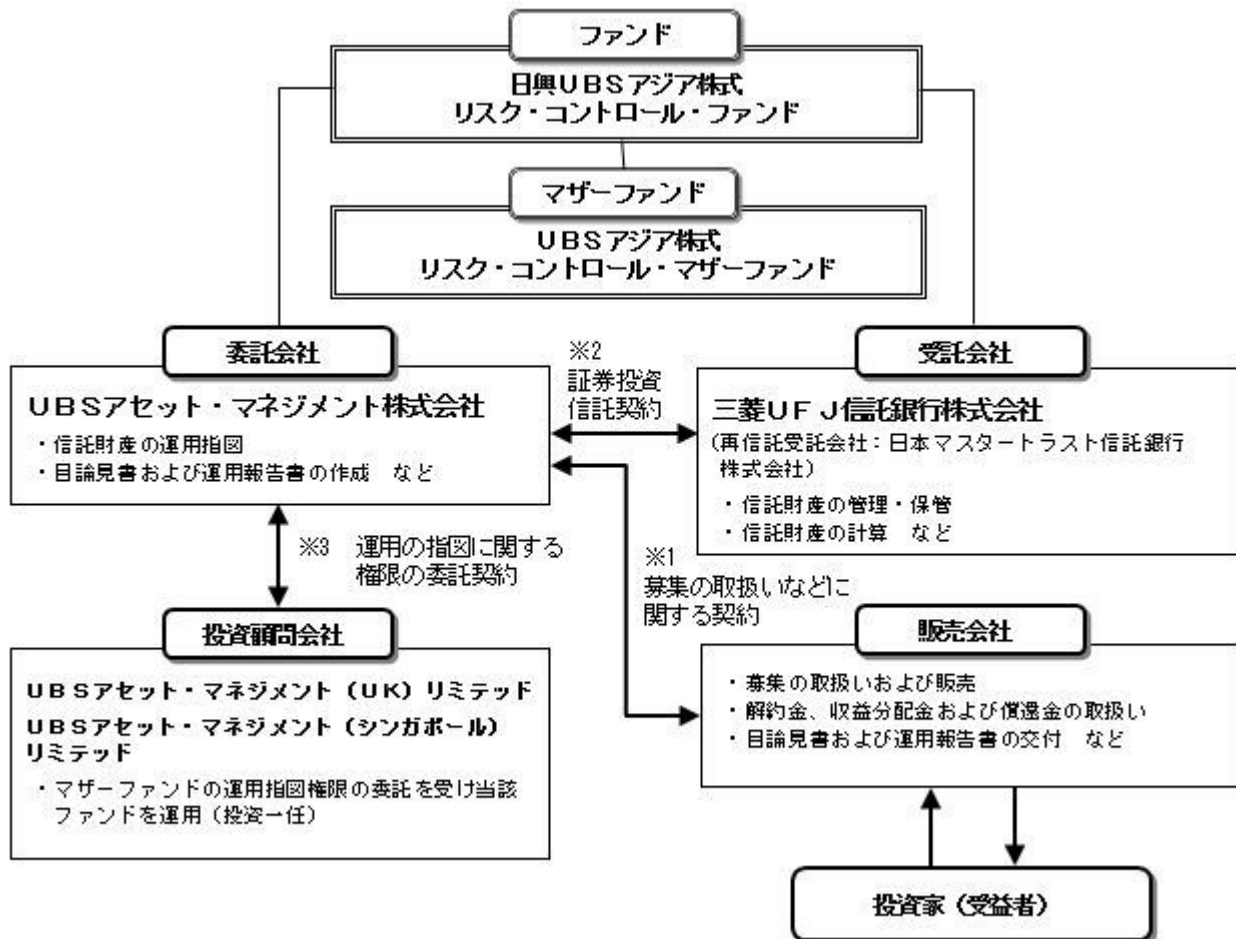 ファンド
日興UBSアジア株式
リスク・コントロール・ファンド
マザーファンド
UBSアジア株式
リスク・コントロール・マザーファンド
委託会社
UBSアセット・マネジメント株式会社
・信託財産の運用指図
・目論見書および運用報告書の作成 など
※2
証券投資
信託契約
受託会社
三菱UFJ信託銀行株式会社
(再信託受託会社:日本マスタートラスト信託銀行
株式会社)
・信託財産の管理・保管
・信託財産の計算 など
※3 運用の指図に関する
権限の委託契約
※1
募集の取扱いなどに
関する契約
投資顧問会社
UBSアセット・マネジメント(UK)リミテッド
UBSアセット・マネジメント(シンガポール)
リミテッド
・マザーファンドの運用指図権限の委託を受け当該
ファンドを運用(投資一任)
販売会社
・募集の取扱いおよび販売
・解約金、収益分配金および償還金の取扱い
・目論見書および運用報告書の交付 など
投資家(受益者)